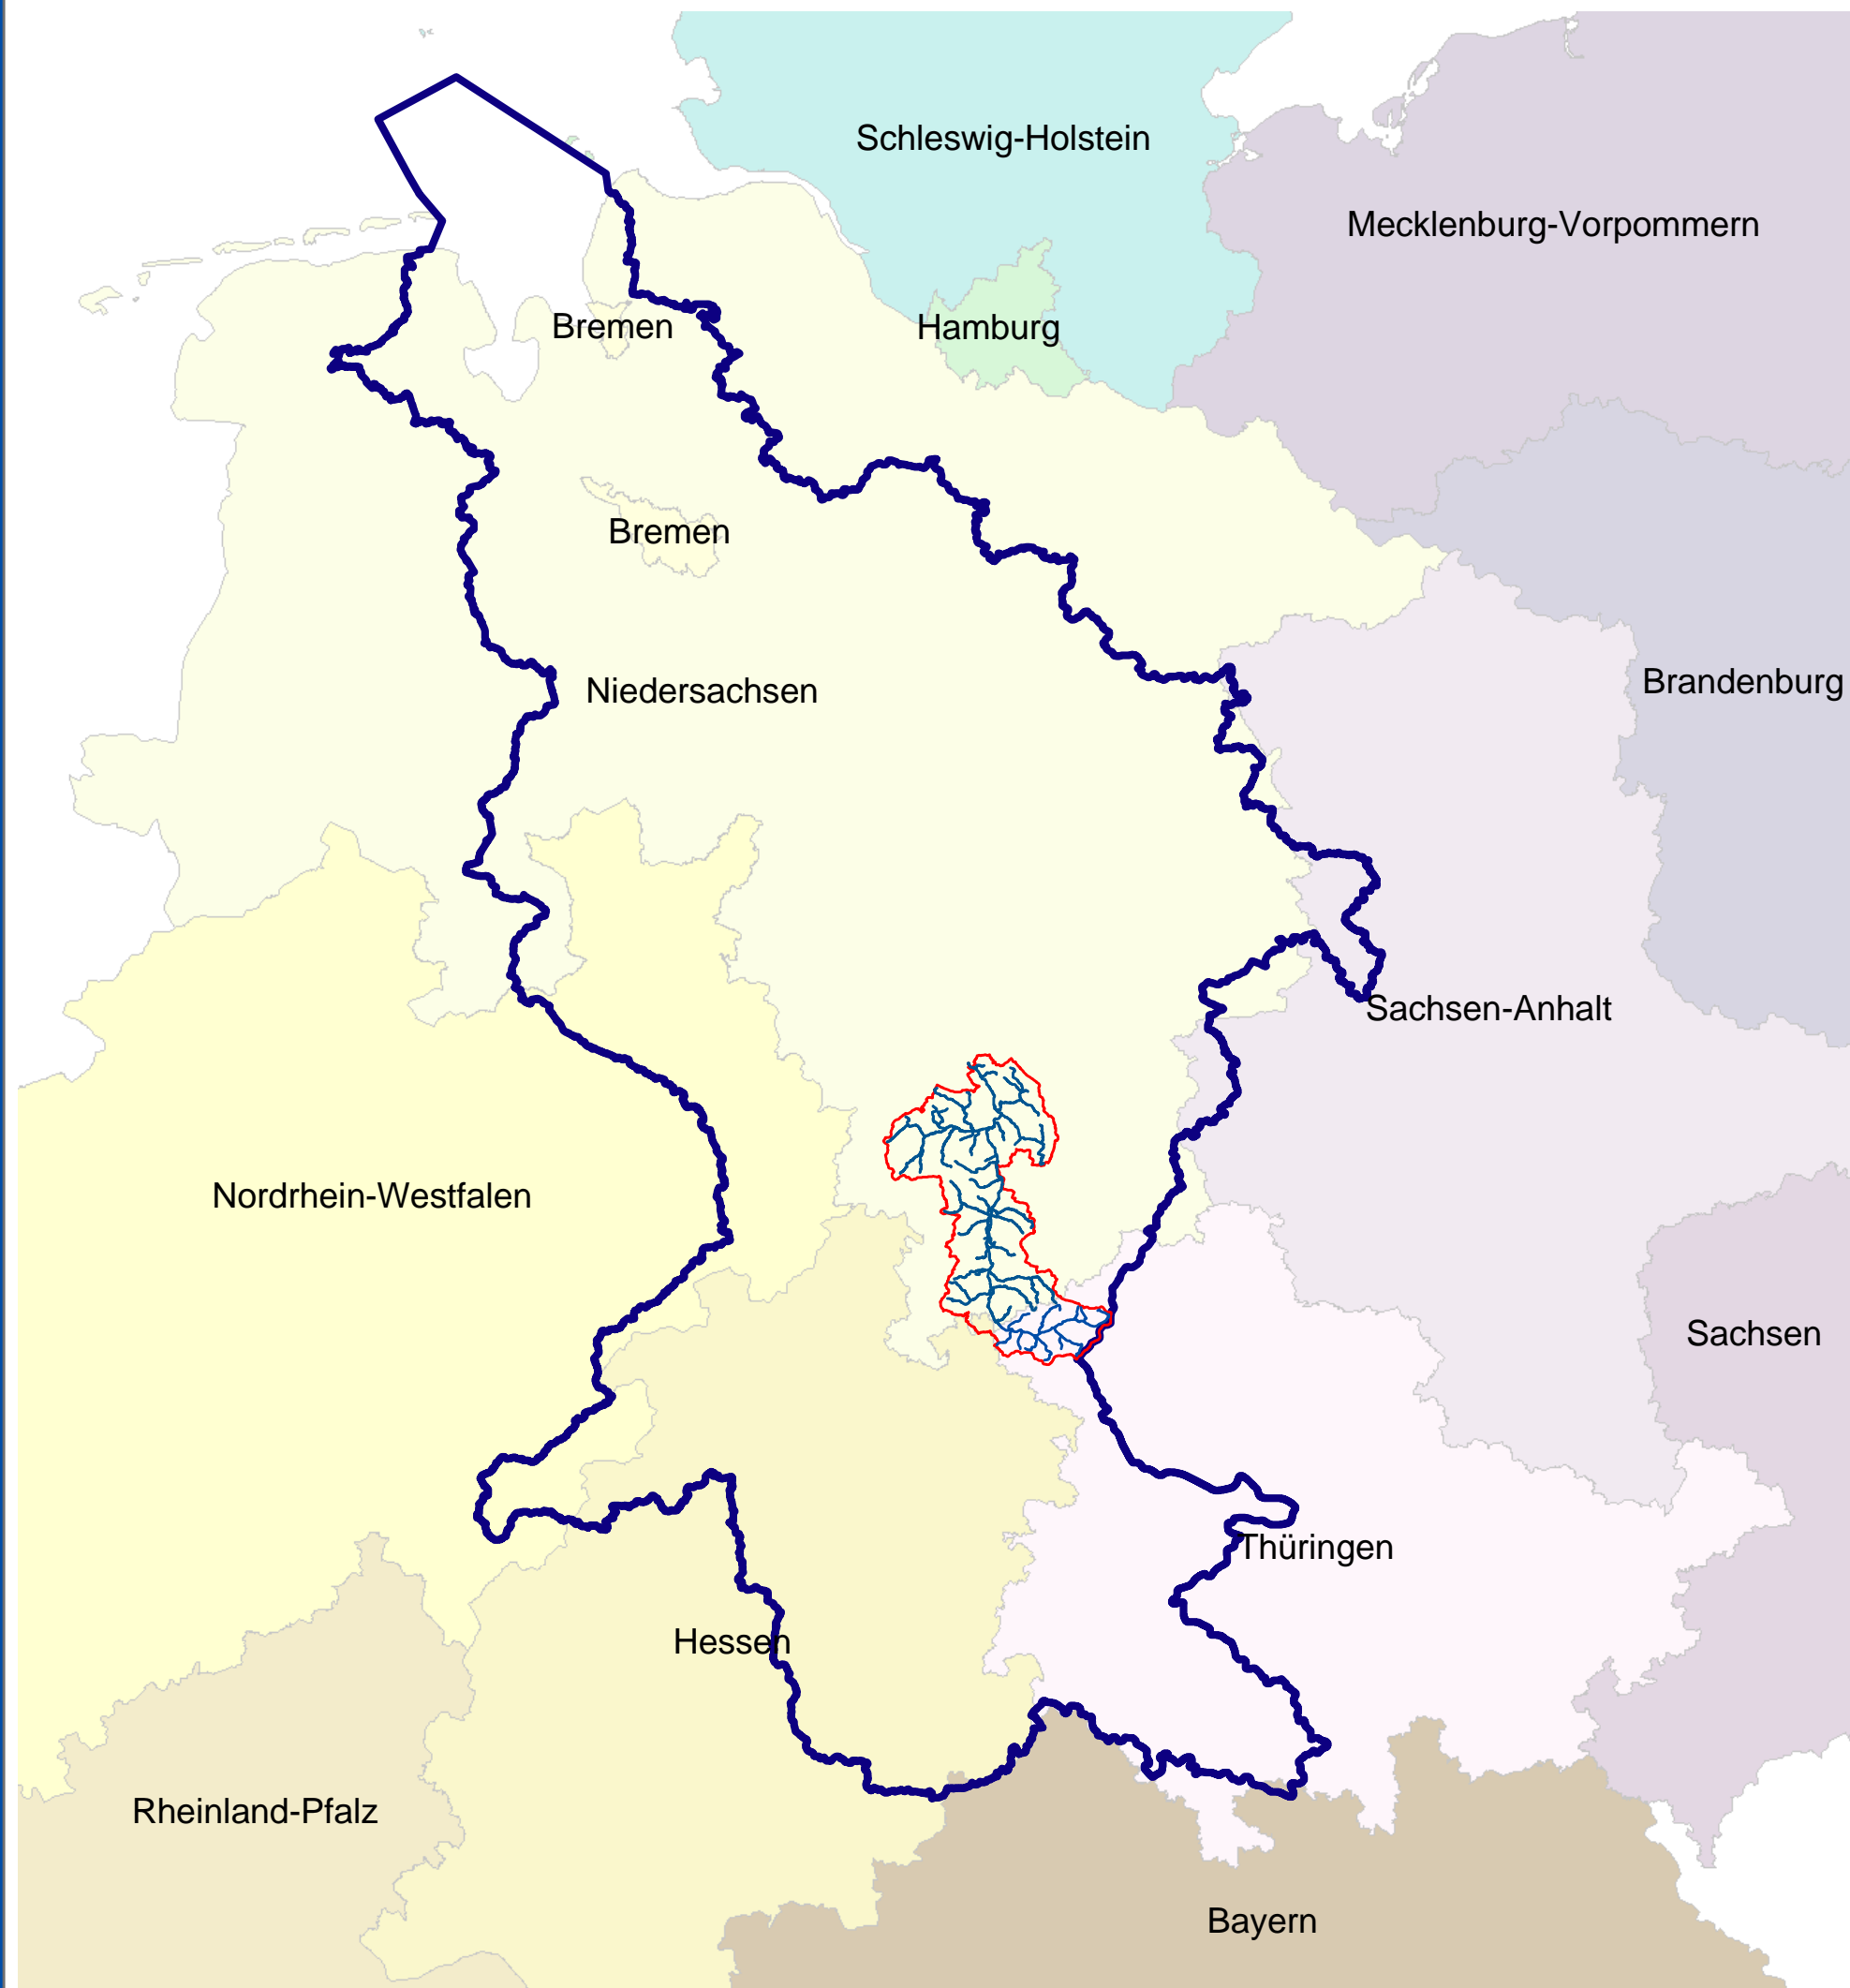 Schleswig-Holstein
Mecklenburg-Vorpommern
Bremen
Hamburg
Bremen
Niedersachsen
Brandenburg
Sachsen-Anhalt
Nordrhein-Westfalen
Sachsen
Thüringen
Hessen
Rheinland-Pfalz
Bayern